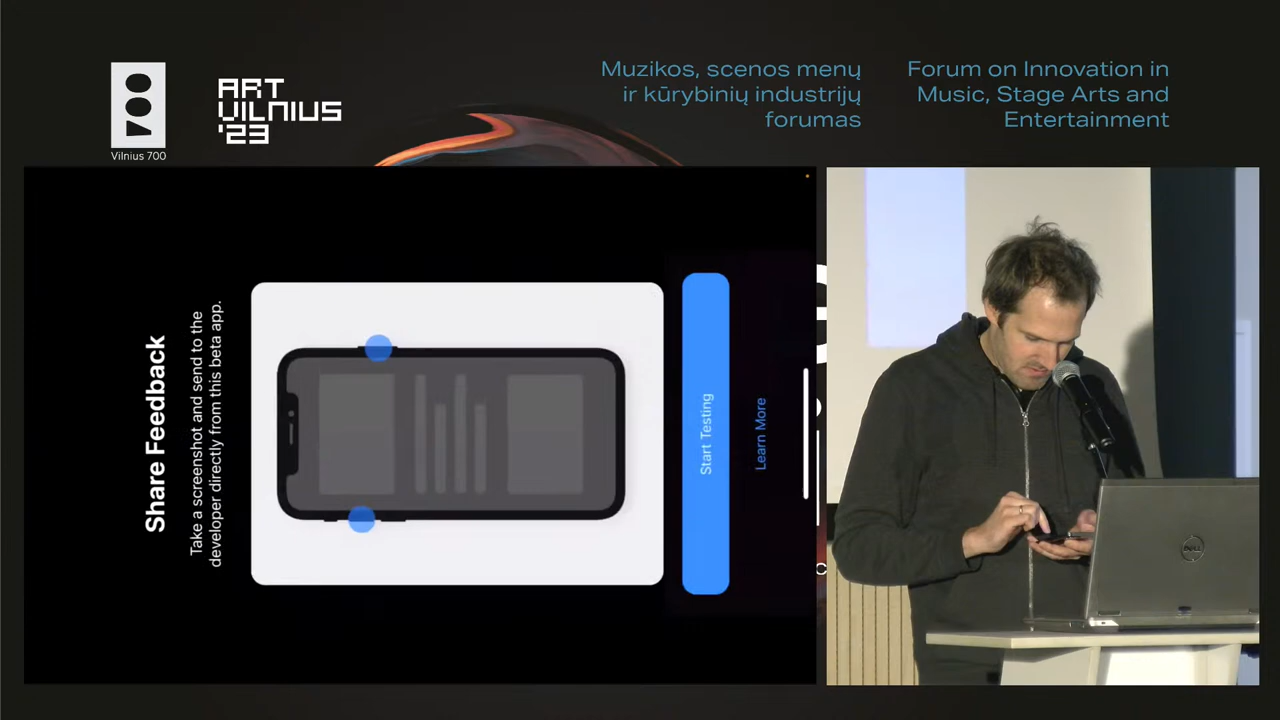 Vilnius 700
ART
VILNIUS
'23
Muzikos, scenos menų
ir kūrybinių industrijų
forumas
Forum on Innovation in
Music, Stage Arts and
Entertainment
Share Feedback
Take a screenshot and send to the
developer directly from this beta app.
Start Testing
Learn More
DELL